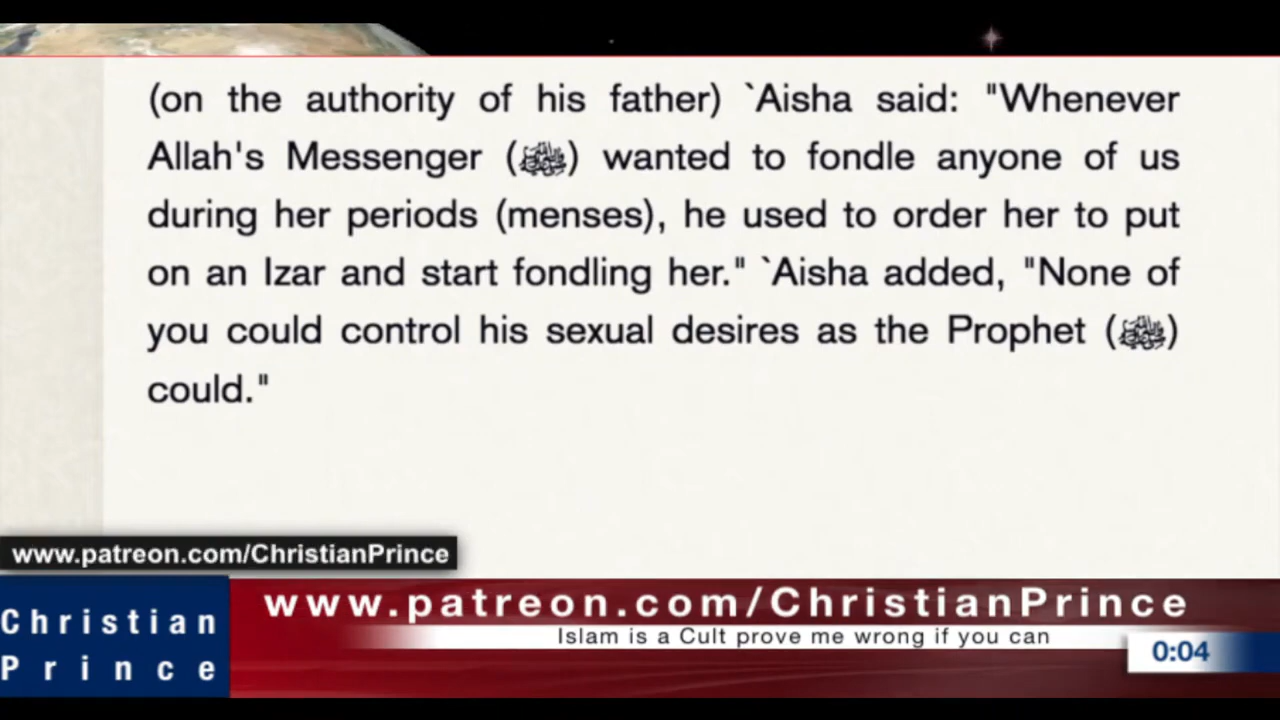 (on the authority of his father) `Aisha said: "Whenever
Allah's Messenger (ﷺ) wanted to fondle anyone of us
during her periods (menses), he used to order her to put
on an Izar and start fondling her." `Aisha added, "None of
you could control his sexual desires as the Prophet (ﷺ)
could."
www.patreon.com/ChristianPrince
Christian
Prince
www.patreon.com/ChristianPrince
Islam is a Cult prove me wrong if you can
0:04